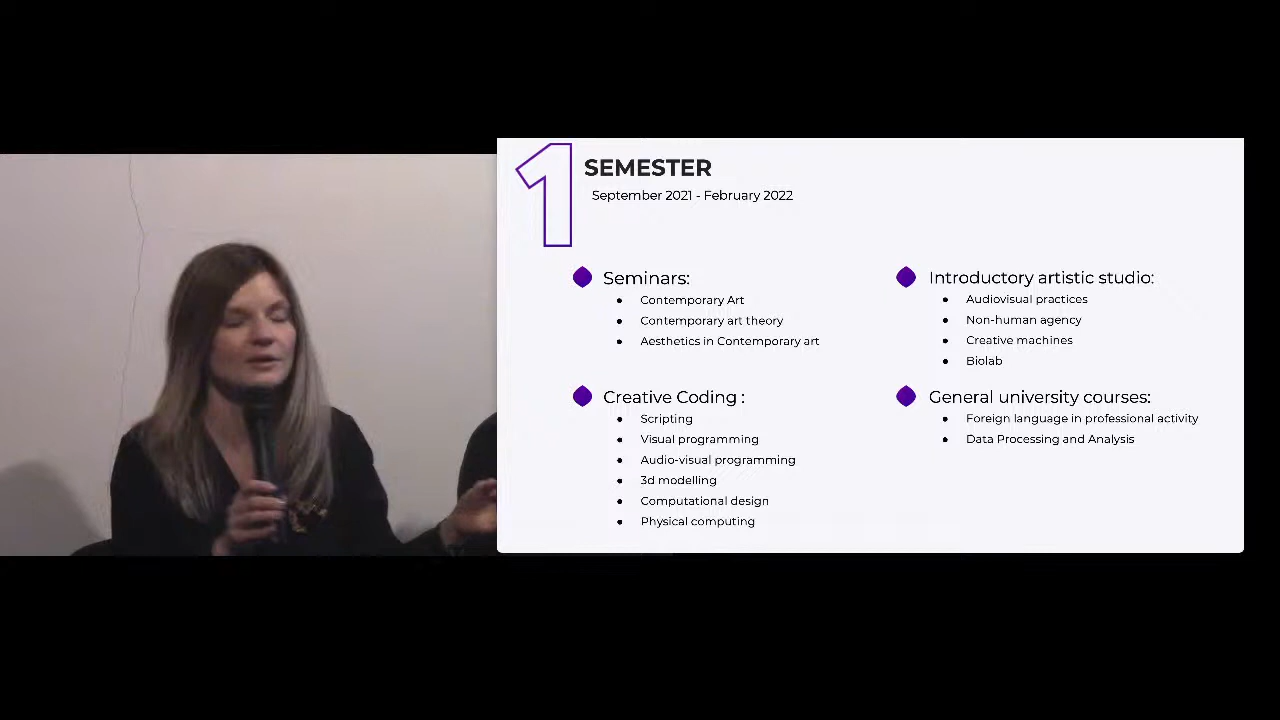 1
SEMESTER
September 2021 - February 2022
Seminars:
Contemporary Art
Contemporary art theory
Aesthetics in Contemporary art
Creative Coding :
Scripting
Visual programming
Audio-visual programming
3d modelling
Computational design
Physical computing
Introductory artistic studio:
Audiovisual practices
Non-human agency
Creative machines
Biolab
General university courses:
Foreign language in professional activity
Data Processing and Analysis